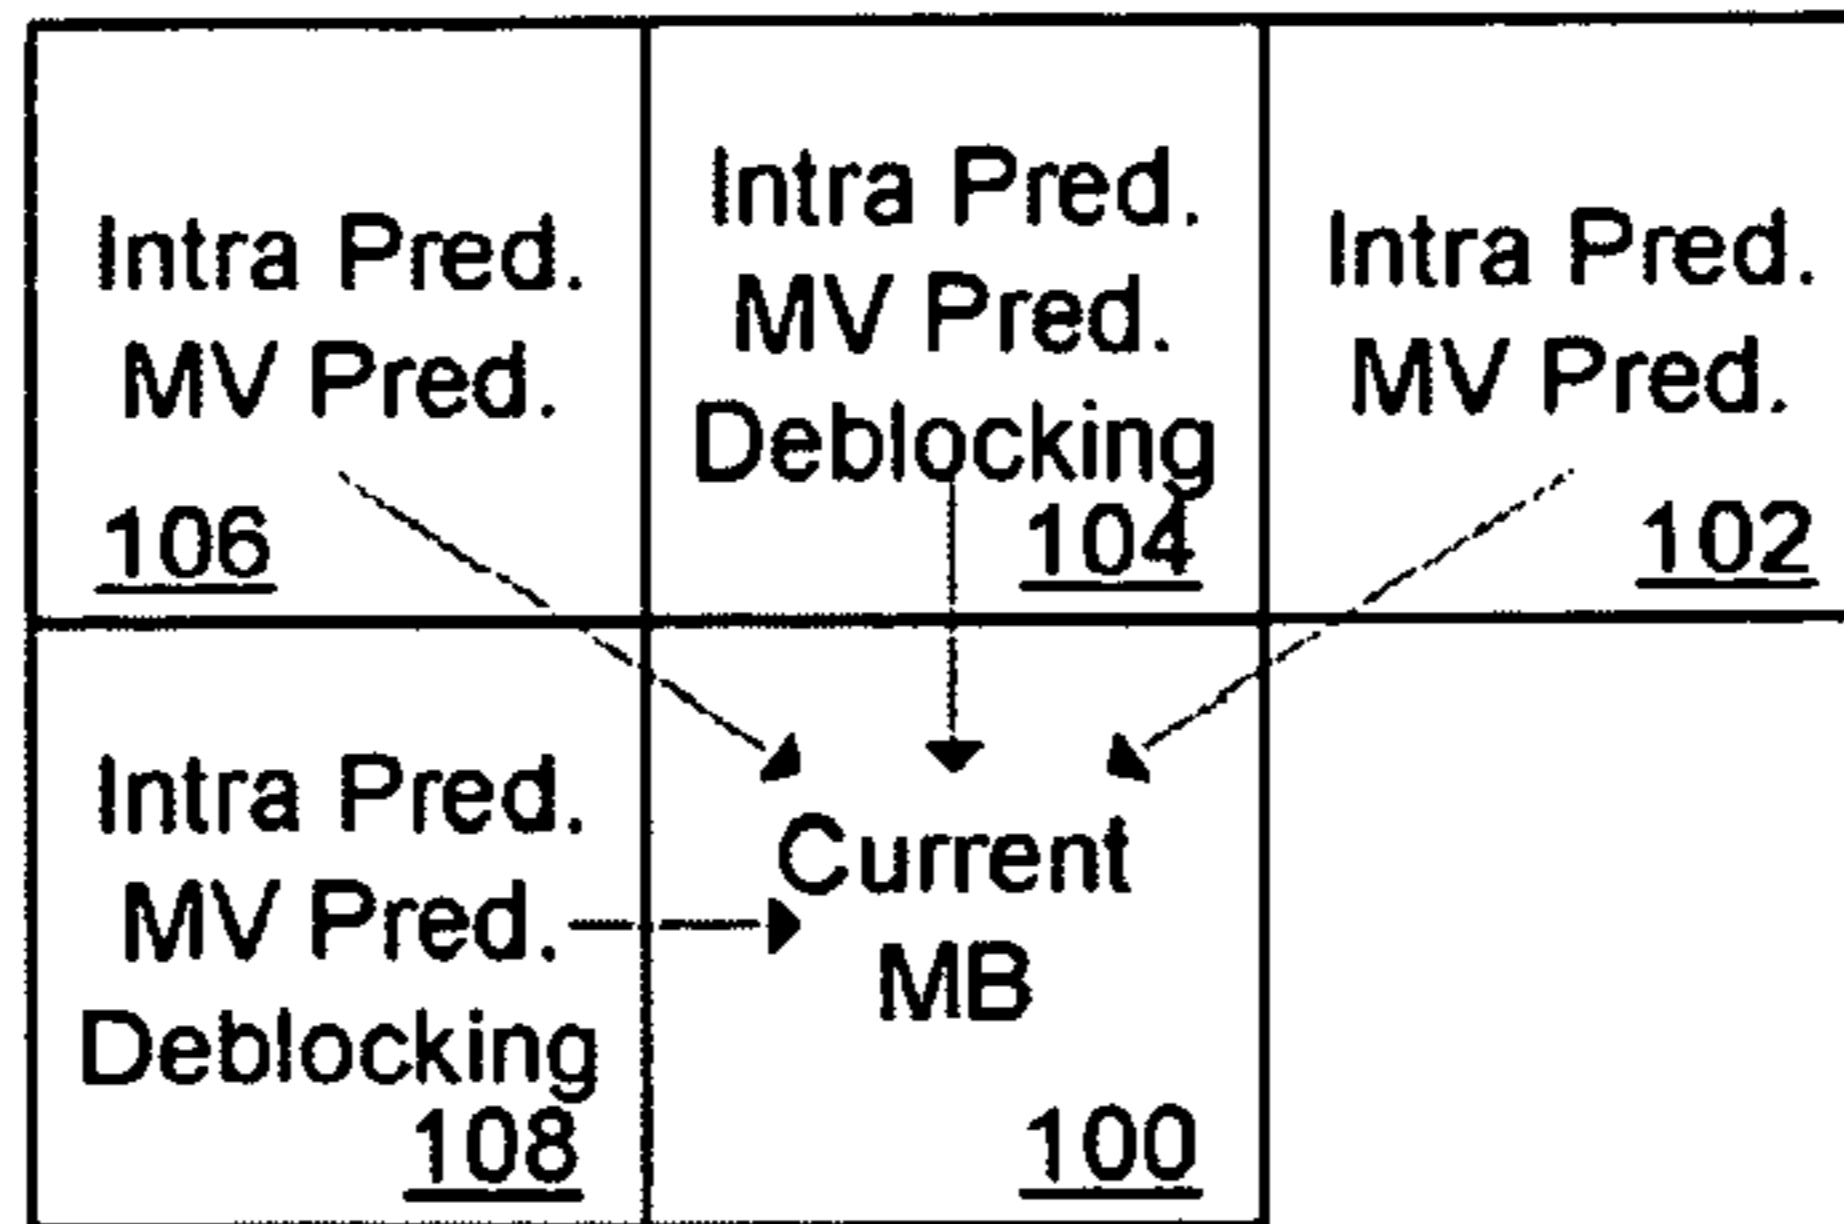 Intra Pred.
MV Pred.
106
Intra Pred.
MV Pred.
Deblocking
104
Intra Pred.
MV Pred.
102
Intra Pred.
MV Pred.
Deblocking
108
Current
MB
100